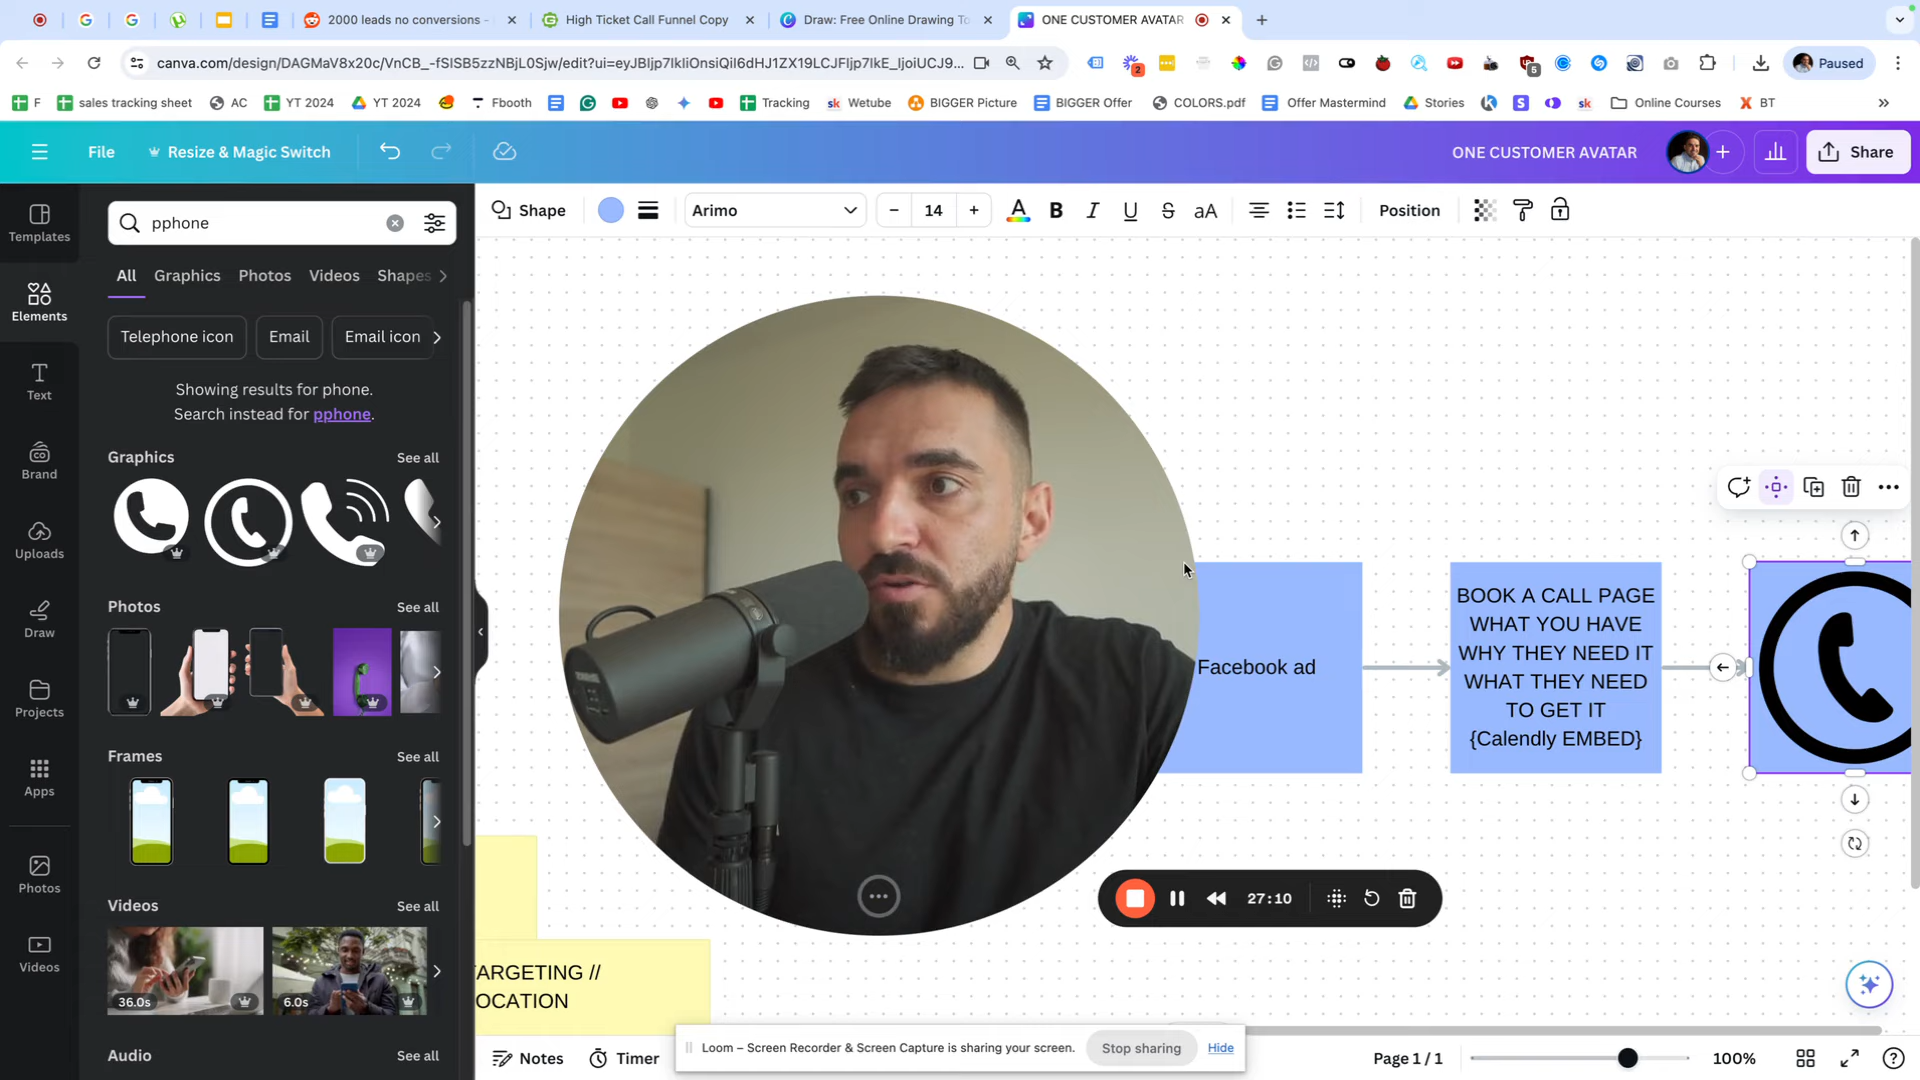 2000 leads no conversions -
High Ticket Call Funnel Copy
Draw: Free Online Drawing To
ONE CUSTOMER AVATAR
canva.com/design/DAGMaV8x20c/VnCB_-fSlSB5zzNBjL0Sjw/edit?ui=eyJBIjp7IkIiOnsiQiI6dHJ1ZX19LCJFIjp7IkE_IjoiUCJ9...
2
5
Paused
F
sales tracking sheet
AC
YT 2024
YT 2024
Fbooth
Tracking
Wetube
BIGGER Picture
BIGGER Offer
COLORS.pdf
Offer Mastermind
Stories
Online Courses
BT
File
Resize & Magic Switch
ONE CUSTOMER AVATAR
Share
Templates
Elements
Text
Brand
Uploads
Draw
Projects
Apps
Photos
Videos
pphone
All
Graphics
Photos
Videos
Shapes
Telephone icon
Email
Email icon
Showing results for phone.
Search instead for pphone.
Graphics
See all
Photos
See all
Frames
See all
Videos
See all
36.0s
6.0s
Audio
See all
Shape
Arimo
14
A
B
I
U
S
aA
Position
Facebook ad
BOOK A CALL PAGE
WHAT YOU HAVE
WHY THEY NEED IT
WHAT THEY NEED
TO GET IT
{Calendly EMBED}
27:10
TARGETING //
OCATION
Notes
Timer
Loom – Screen Recorder & Screen Capture is sharing your screen.
Stop sharing
Hide
Page 1 / 1
100%